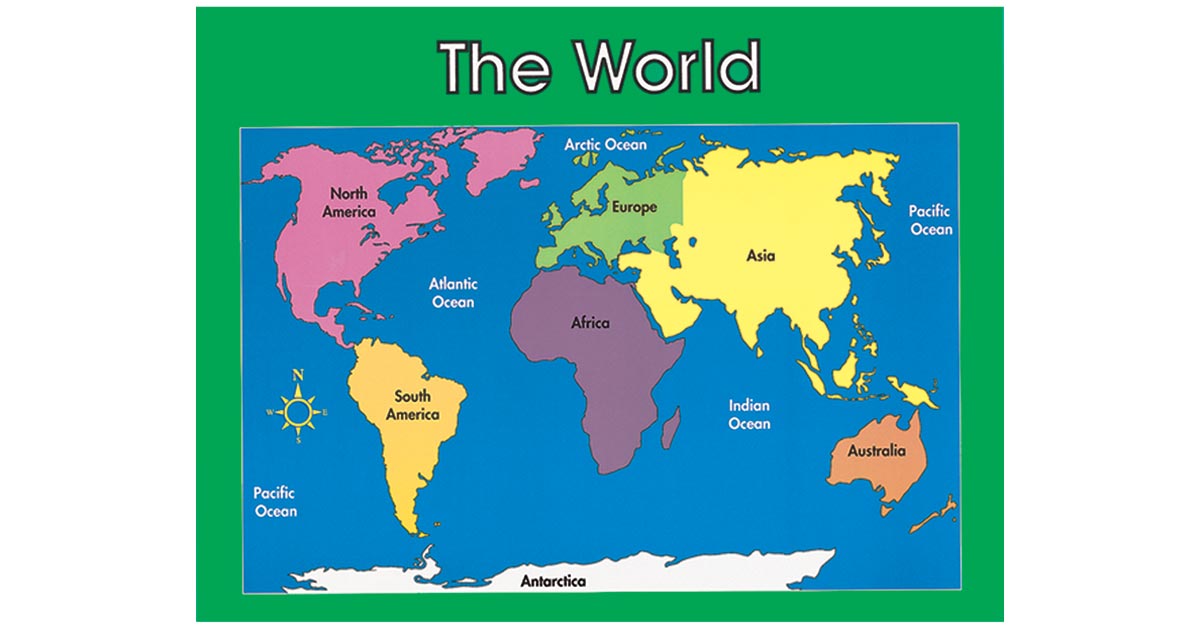 The World
Arctic Ocean
North
America
Europe
Pacific
Ocean
Asia
Atlantic
Ocean
Africa
N
W
E
S
South
America
Indian
Ocean
Australia
Pacific
Ocean
Antarctica